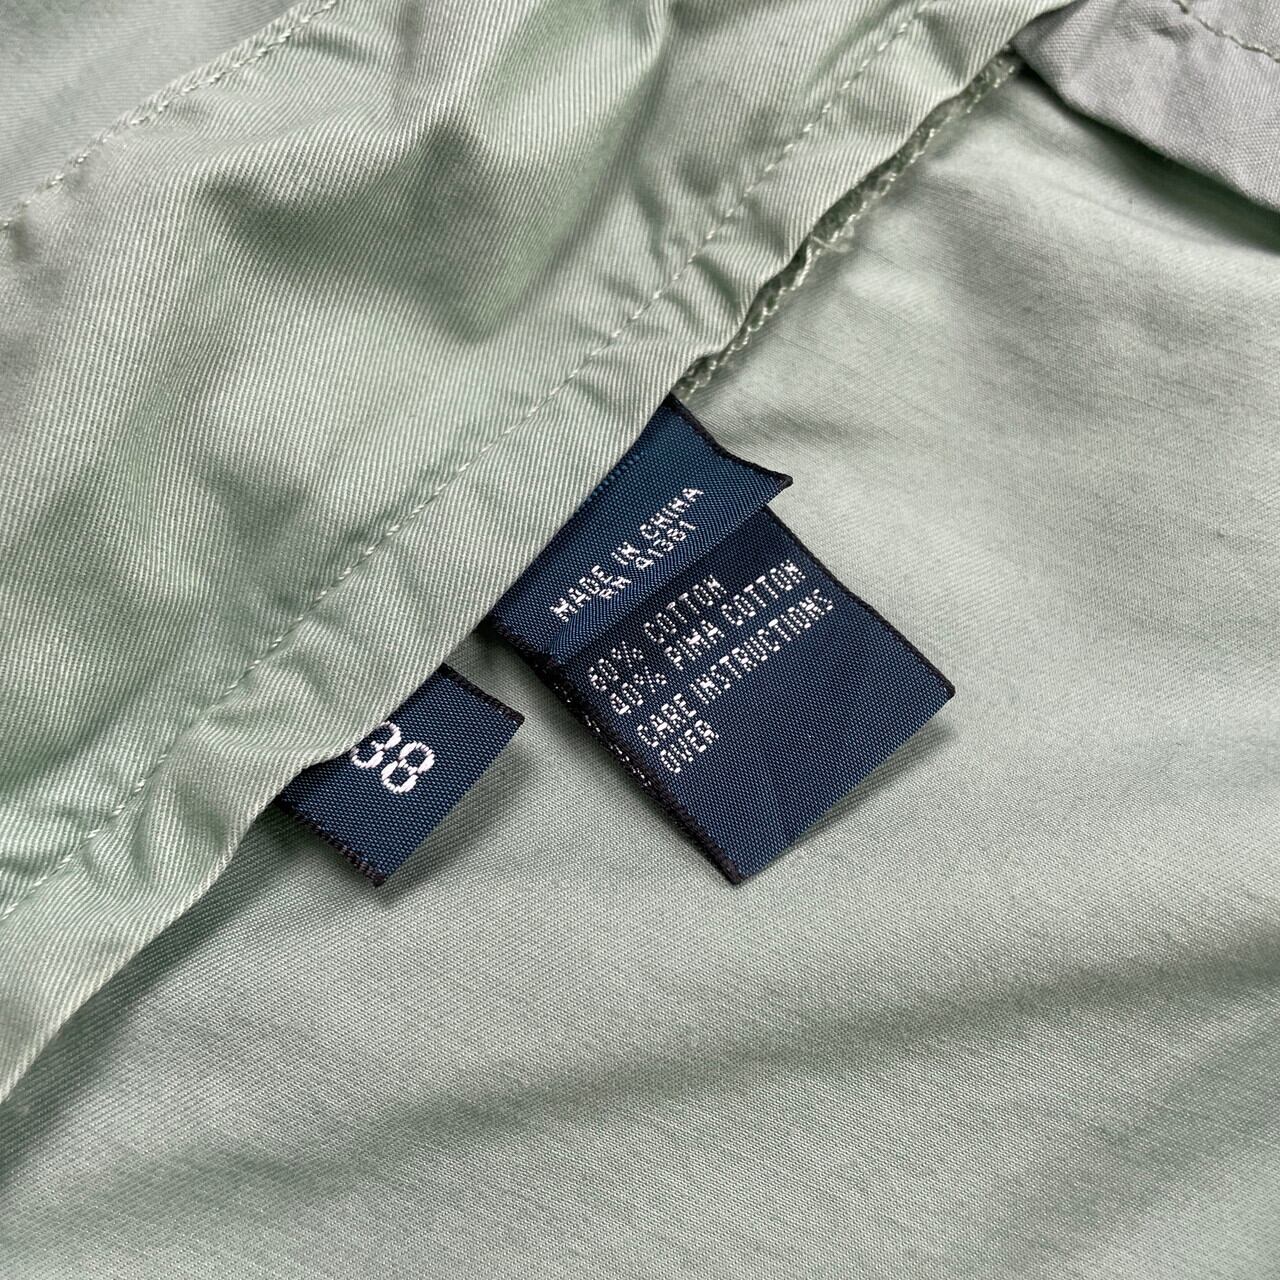 MADE IN CHINA
RN 41381
60% COTTON
40% PIMA COTTON
CARE INSTRUCTIONS
OVER
38